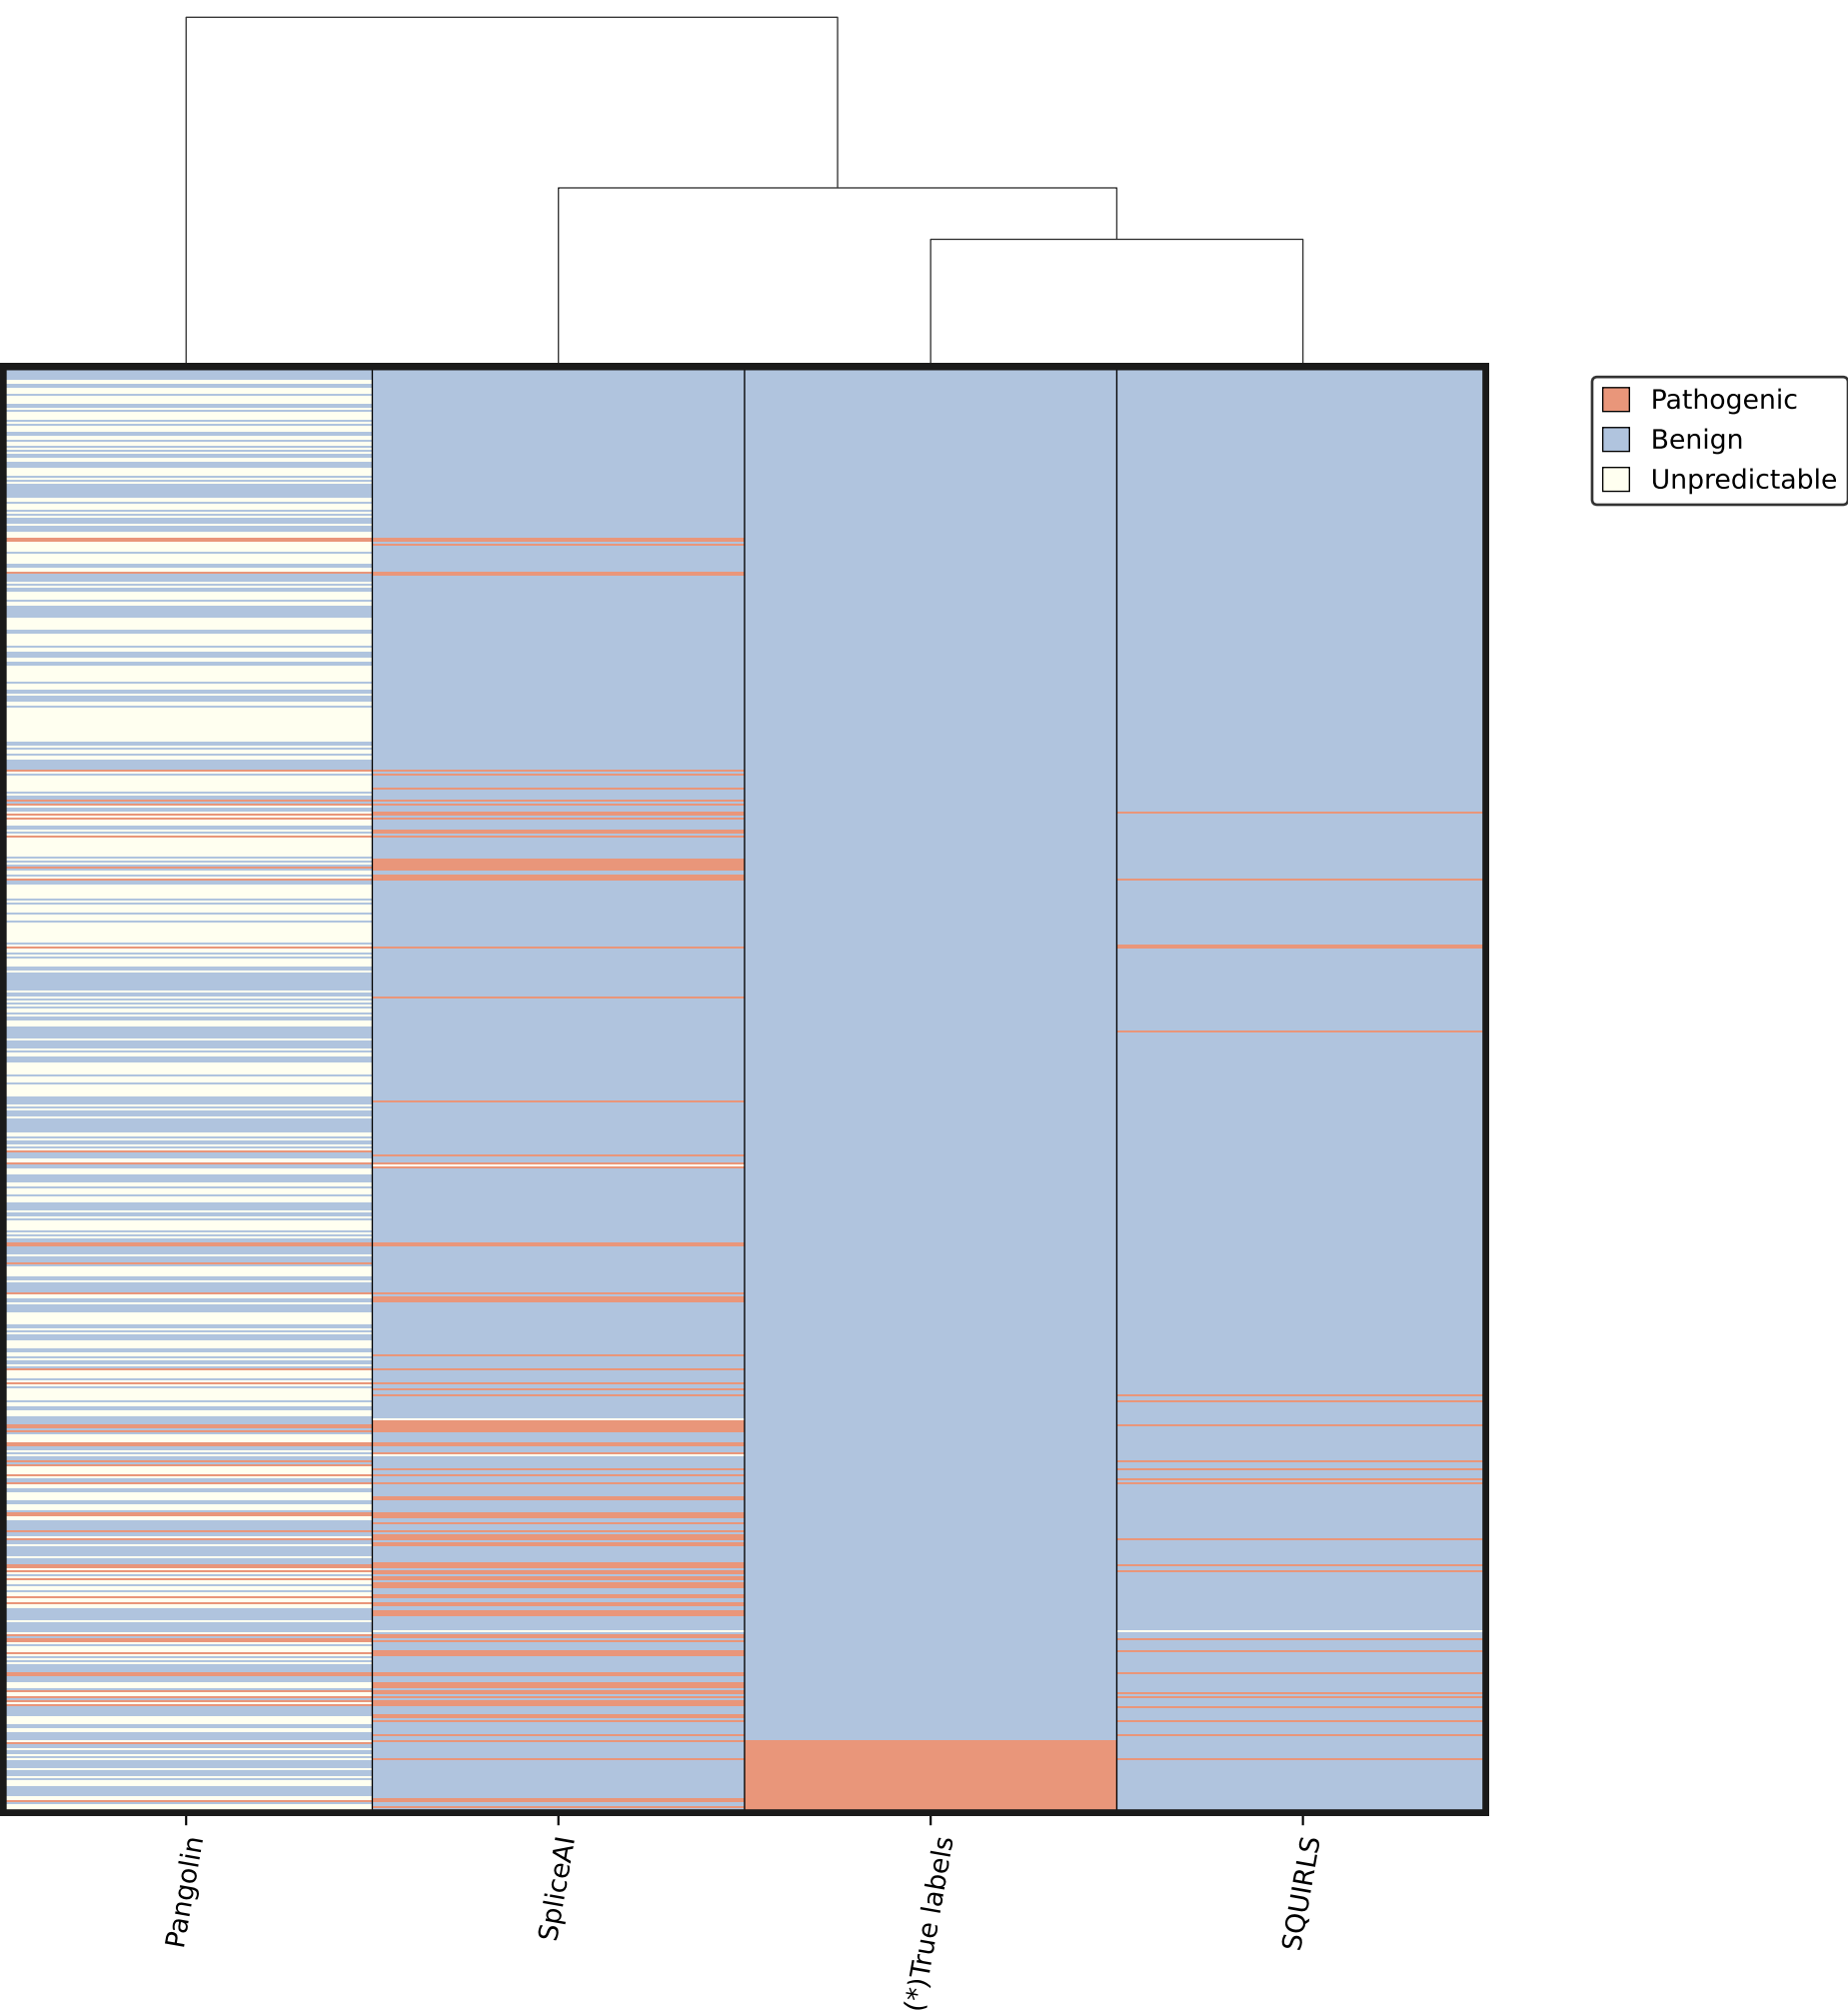 Pathogenic
Benign
Unpredictable
Pangolin
SpliceAI
(*)True labels
SQUIRLS